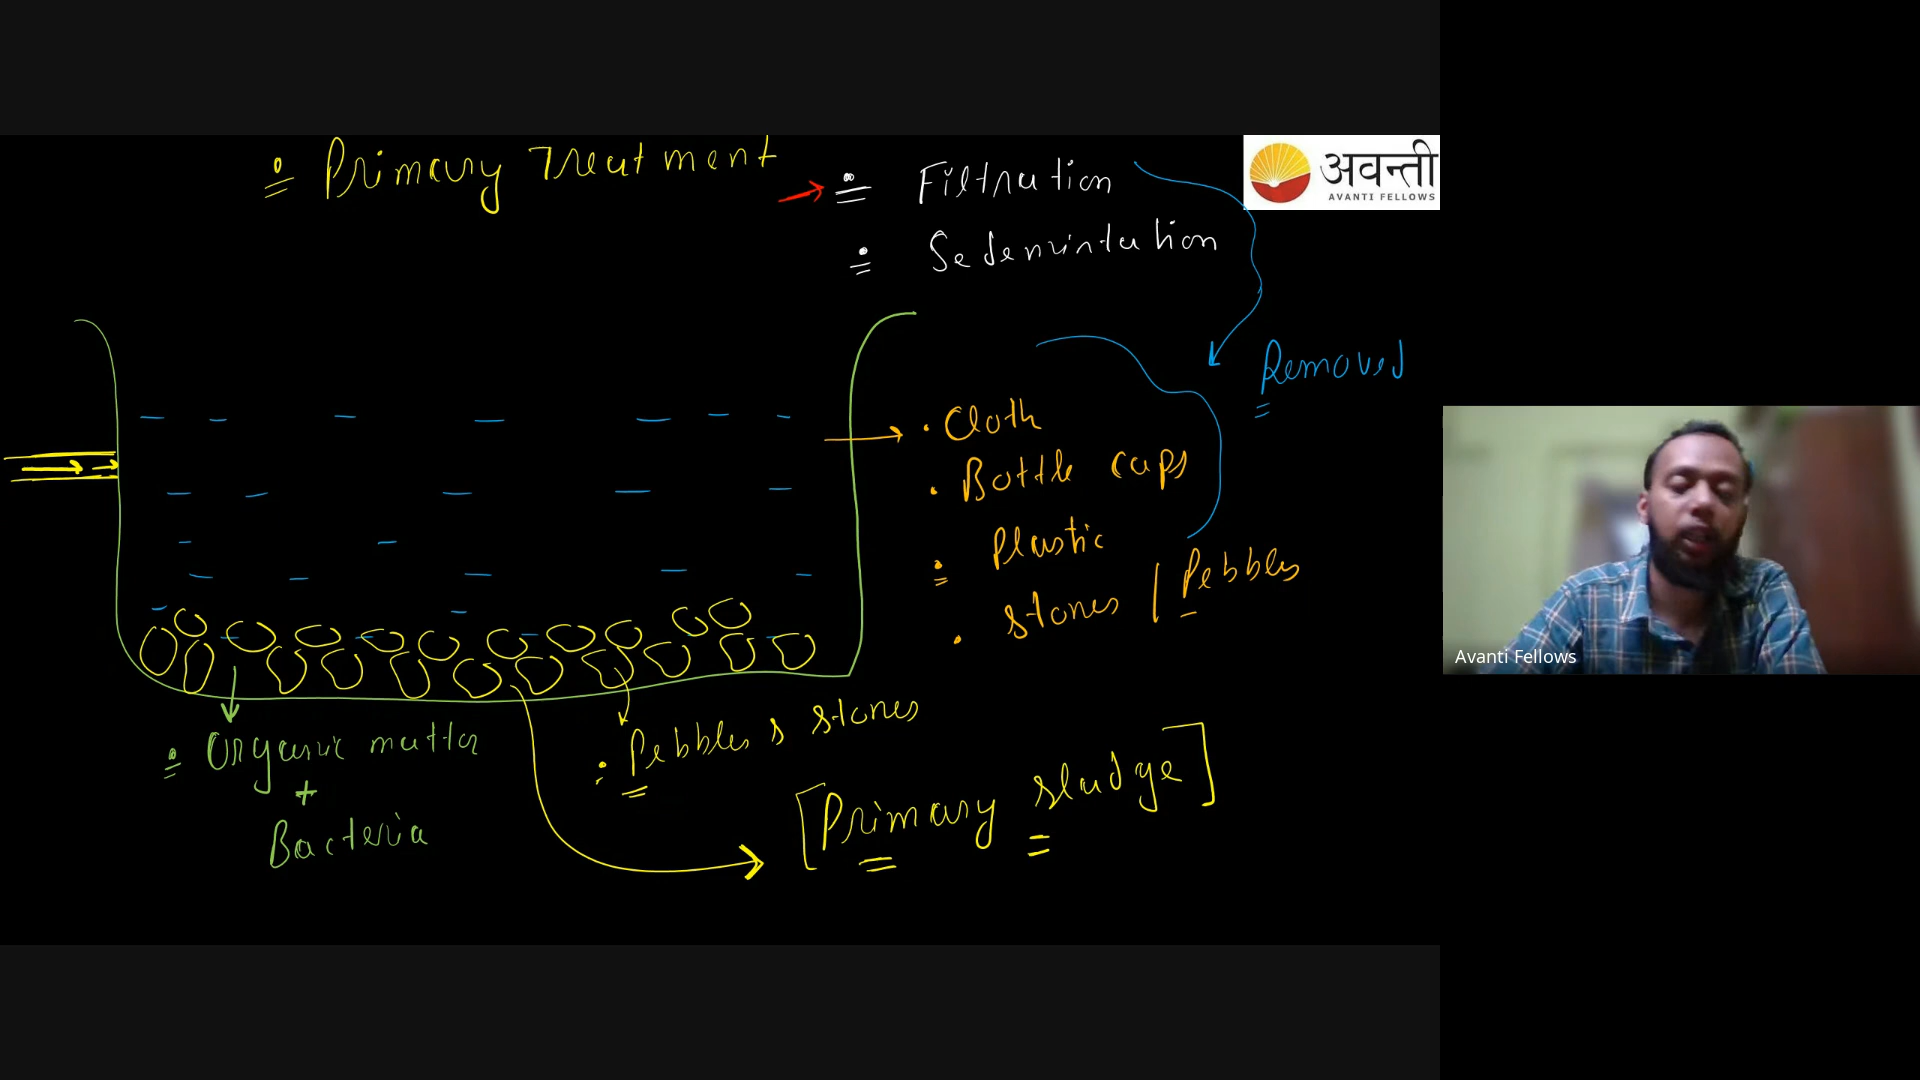 Primary Treatment
Filtration
Sedemintation
अवन्ती
AVANTI FELLOWS
Removed
Cloth
Bottle caps
Plastic
stones / Pebbles
Pebbles & stones
Organic matter
+
Bacteria
[Primary sludge]
Avanti Fellows